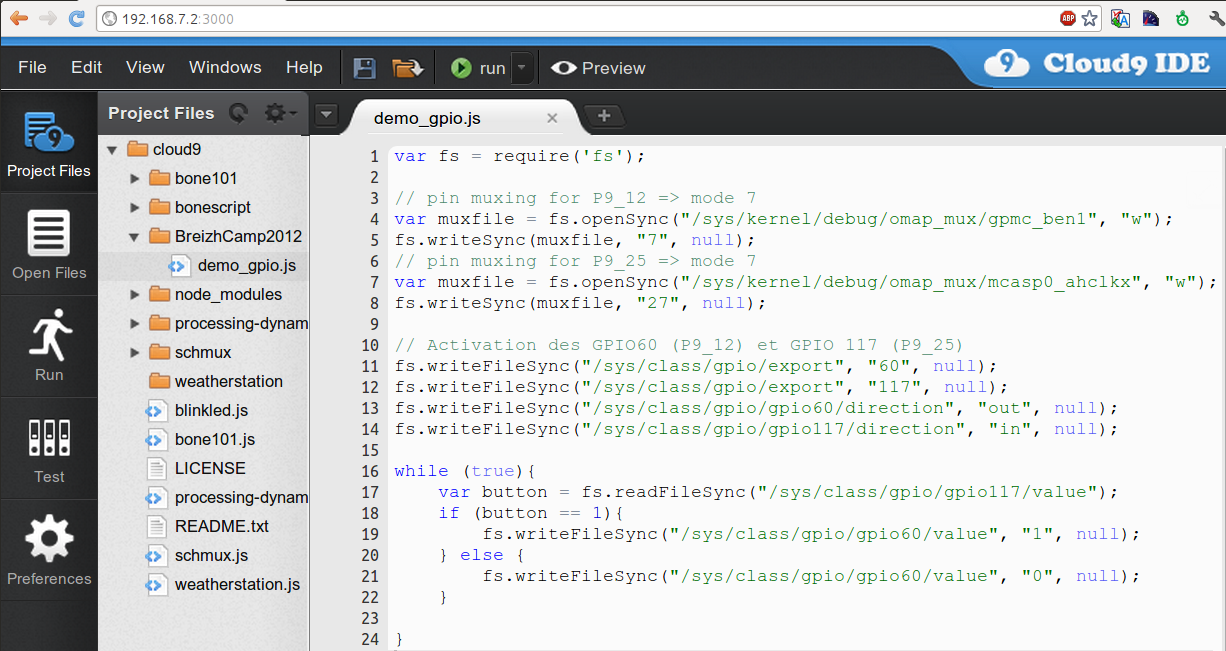 192.168.7.2:3000
ABP
File Edit View Windows Help run Preview
9 Cloud9 IDE
Project Files
demo_gpio.js
Project Files
Open Files
Run
Test
Preferences
cloud9
bone101
bonescript
BreizhCamp2012
demo_gpio.js
node_modules
processing-dynam
schmux
weatherstation
blinkled.js
bone101.js
LICENSE
processing-dynam
README.txt
schmux.js
weatherstation.js
1 var fs = require('fs');
2
3 // pin muxing for P9_12 => mode 7
4 var muxfile = fs.openSync("/sys/kernel/debug/omap_mux/gpmc_ben1", "w");
5 fs.writeSync(muxfile, "7", null);
6 // pin muxing for P9_25 => mode 7
7 var muxfile = fs.openSync("/sys/kernel/debug/omap_mux/mcasp0_ahclkx", "w");
8 fs.writeSync(muxfile, "27", null);
9
10 // Activation des GPIO60 (P9_12) et GPIO 117 (P9_25)
11 fs.writeFileSync("/sys/class/gpio/export", "60", null);
12 fs.writeFileSync("/sys/class/gpio/export", "117", null);
13 fs.writeFileSync("/sys/class/gpio/gpio60/direction", "out", null);
14 fs.writeFileSync("/sys/class/gpio/gpio117/direction", "in", null);
15
16 while (true){
17 var button = fs.readFileSync("/sys/class/gpio/gpio117/value");
18 if (button == 1){
19 fs.writeFileSync("/sys/class/gpio/gpio60/value", "1", null);
20 } else {
21 fs.writeFileSync("/sys/class/gpio/gpio60/value", "0", null);
22 }
23
24 }